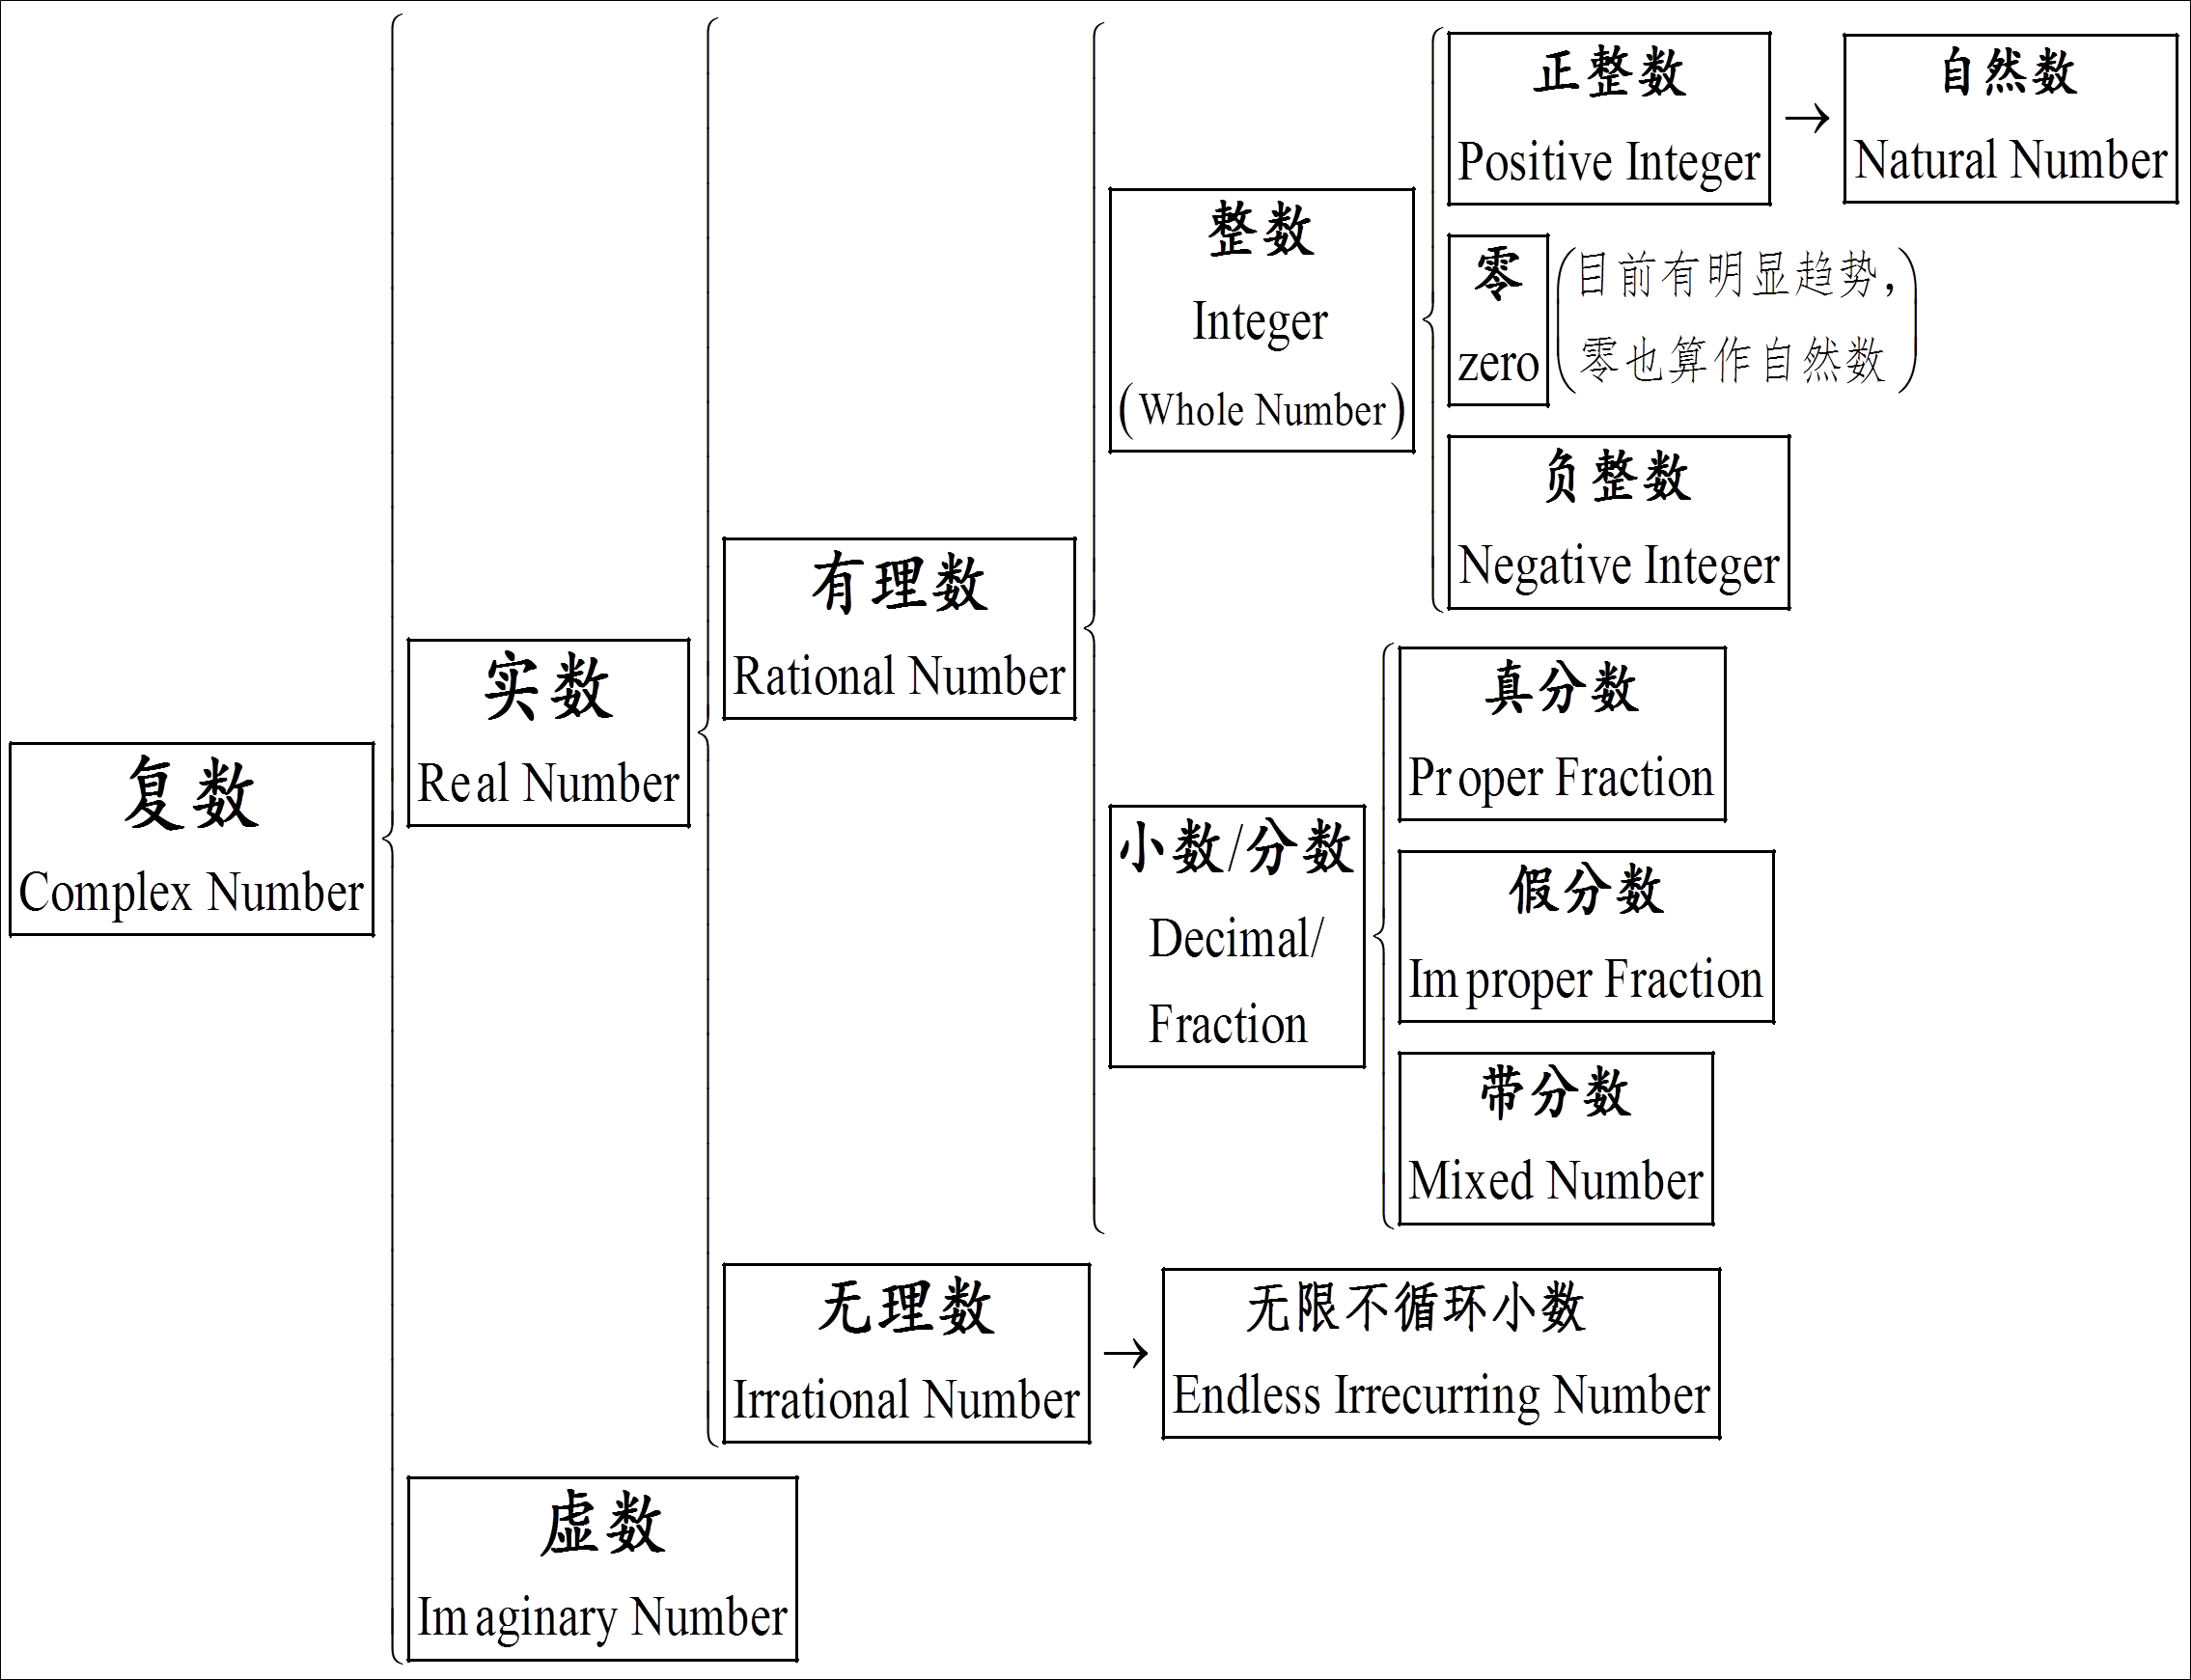 复数
Complex Number
实数
Real Number
有理数
Rational Number
整数
Integer
(Whole Number)
正整数
Positive Integer
→
自然数
Natural Number
零
zero
(目前有明显趋势,
零也算作自然数)
负整数
Negative Integer
小数/分数
Decimal/
Fraction
真分数
Proper Fraction
假分数
Improper Fraction
带分数
Mixed Number
无理数
Irrational Number
→
无限不循环小数
Endless Irrecurring Number
虚数
Imaginary Number